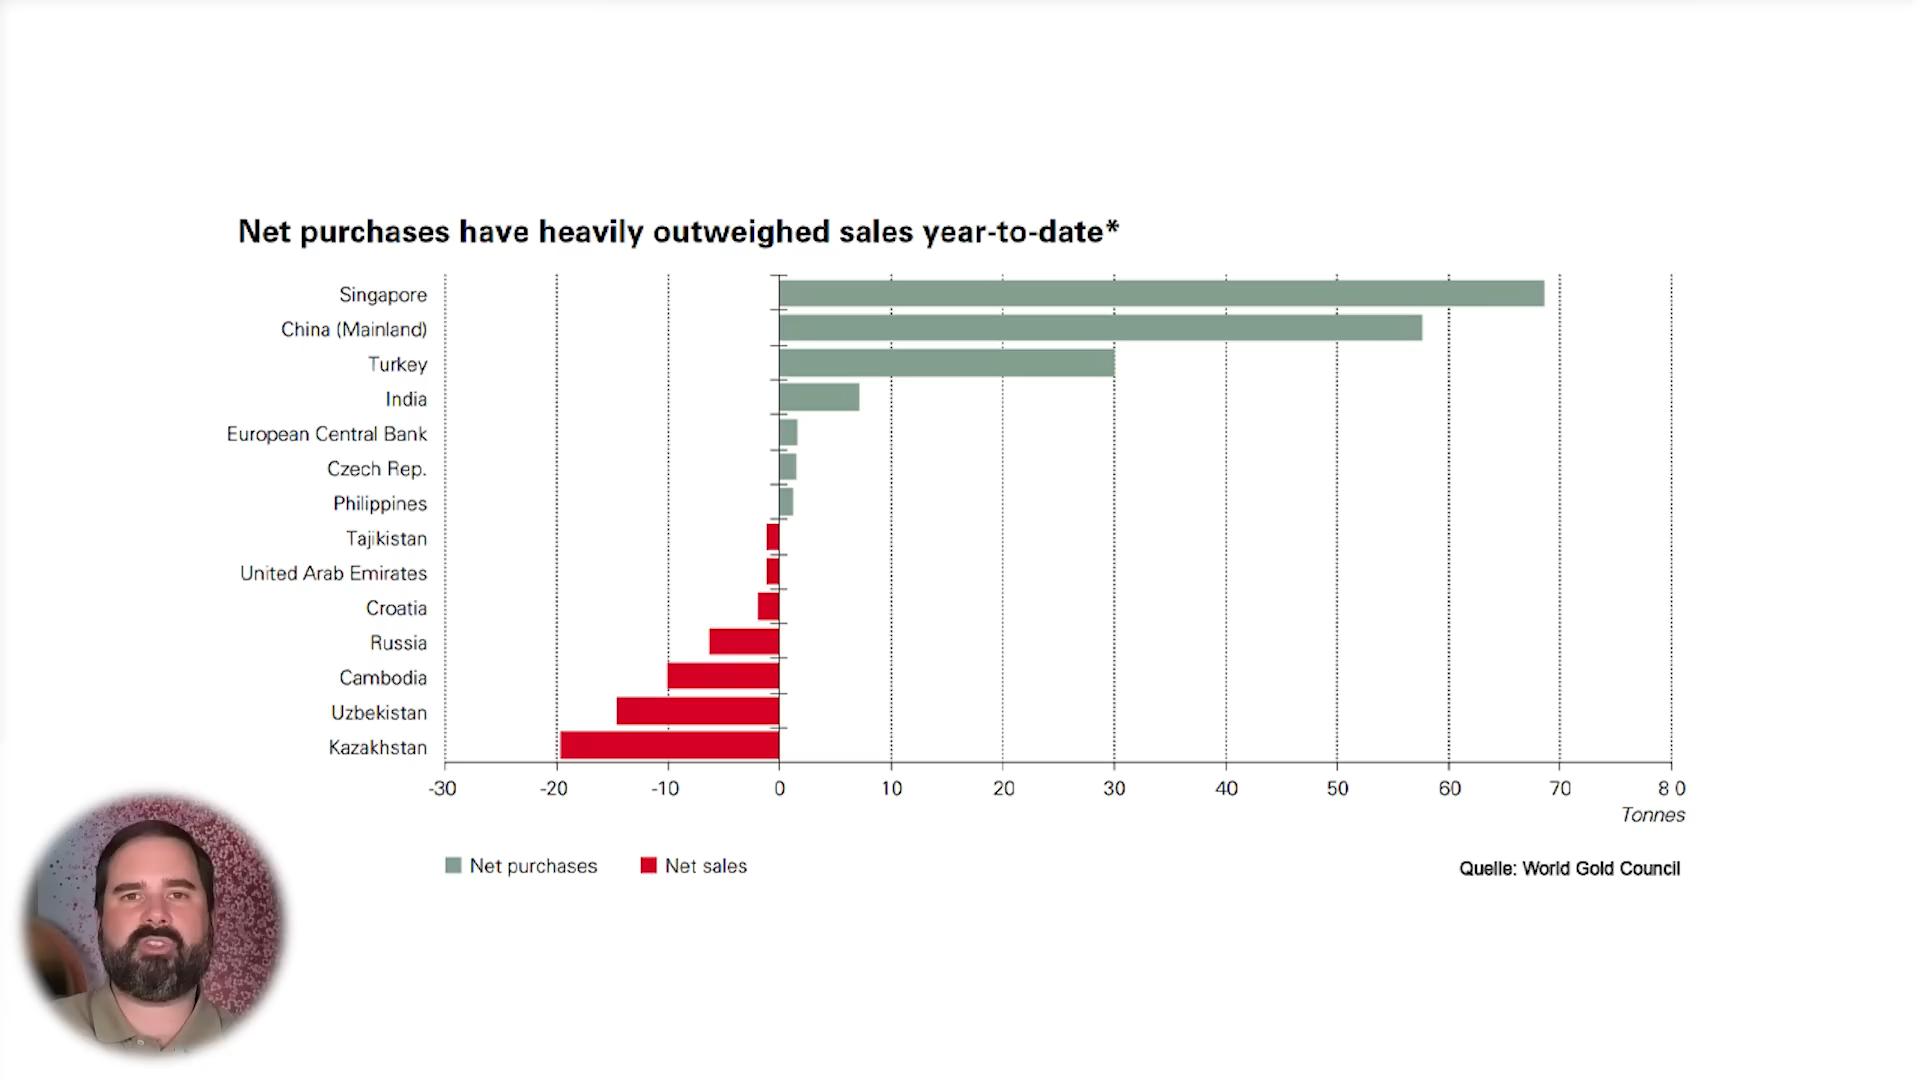 Net purchases have heavily outweighed sales year-to-date*
Singapore
China (Mainland)
Turkey
India
European Central Bank
Czech Rep.
Philippines
Tajikistan
United Arab Emirates
Croatia
Russia
Cambodia
Uzbekistan
Kazakhstan
-30 -20 -10 0 10 20 30 40 50 60 70 8 0
Tonnes
Net purchases Net sales
Quelle: World Gold Council